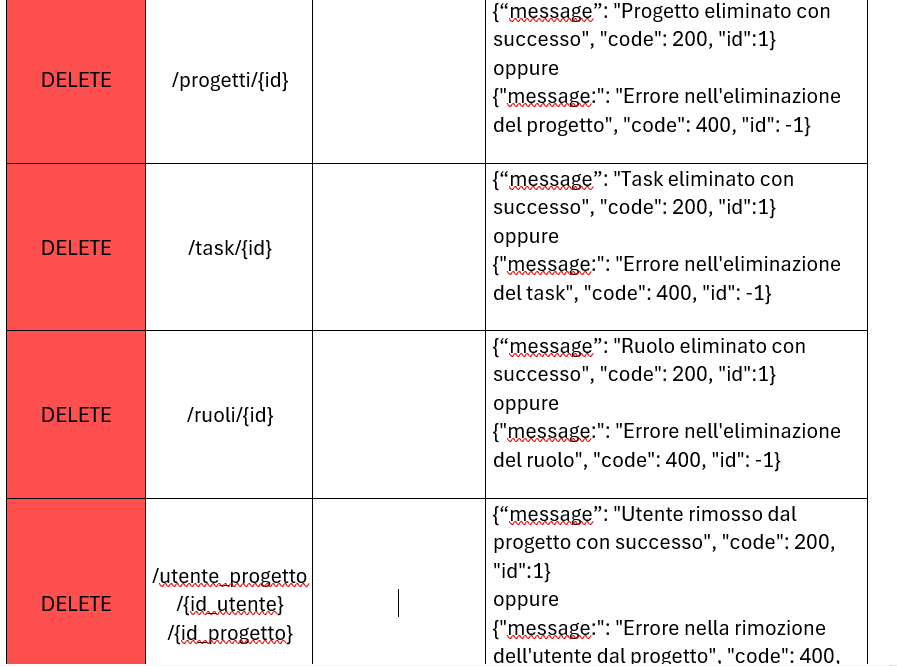 {“message”: "Progetto eliminato con
successo", "code": 200, "id":1}
oppure
DELETE
/progetti/{id}
{"message:": "Errore nell'eliminazione
del progetto", "code": 400, "id": -1}
{“message”: "Task eliminato con
successo", "code": 200, "id":1}
oppure
DELETE
/task/{id}
{"message:": "Errore nell'eliminazione
del task", "code": 400, "id": -1}
{“message”: "Ruolo eliminato con
successo", "code": 200, "id":1}
oppure
DELETE
/ruoli/{id}
{"message:": "Errore nell'eliminazione
del ruolo", "code": 400, "id": -1}
DELETE
/utente_progetto
/{id_utente}
/{id_progetto}
{“message”: "Utente rimosso dal
progetto con successo", "code": 200,
"id":1}
oppure
{"message:": "Errore nella rimozione
dell'utente dal progetto", "code": 400,